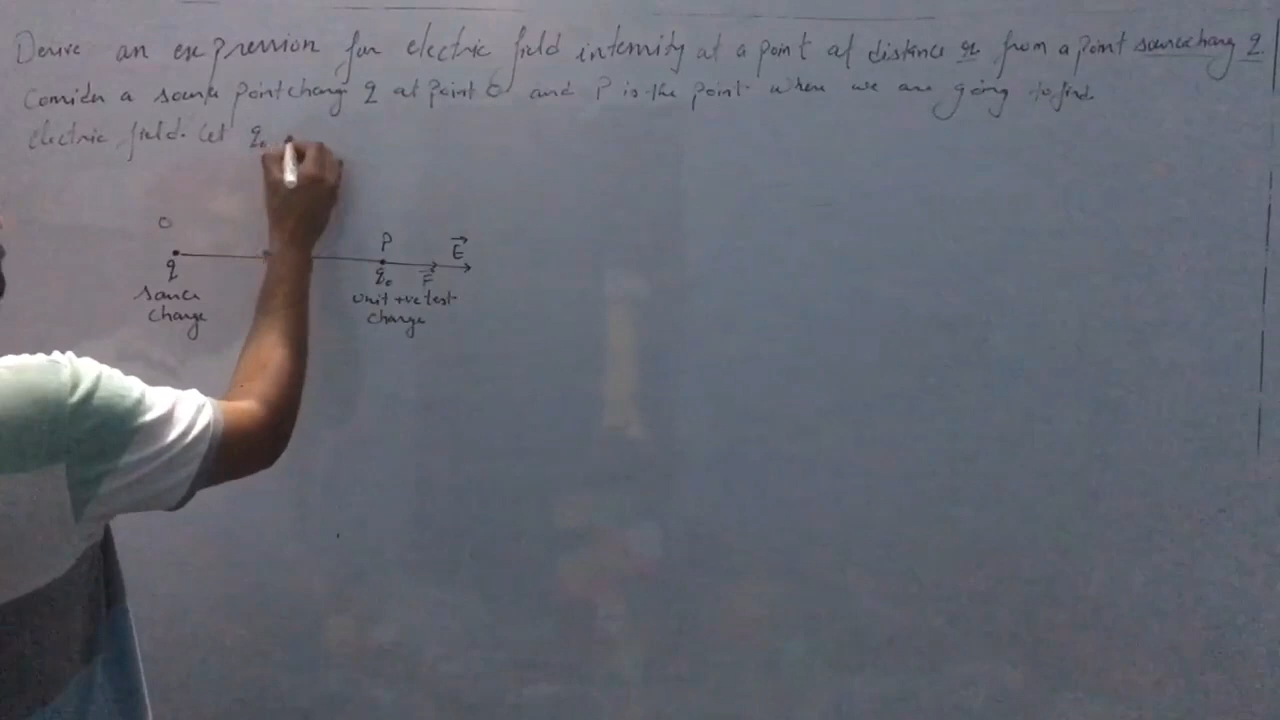 Derive an expression for electric field intensity at a point at distance r from a point source charge q.
Consider a source point charge q at point O and P is the point where we are going to find
electric field. Let q₀
O
P
E⃗
q
q₀
F⃗
source
charge
unit +ve test
charge